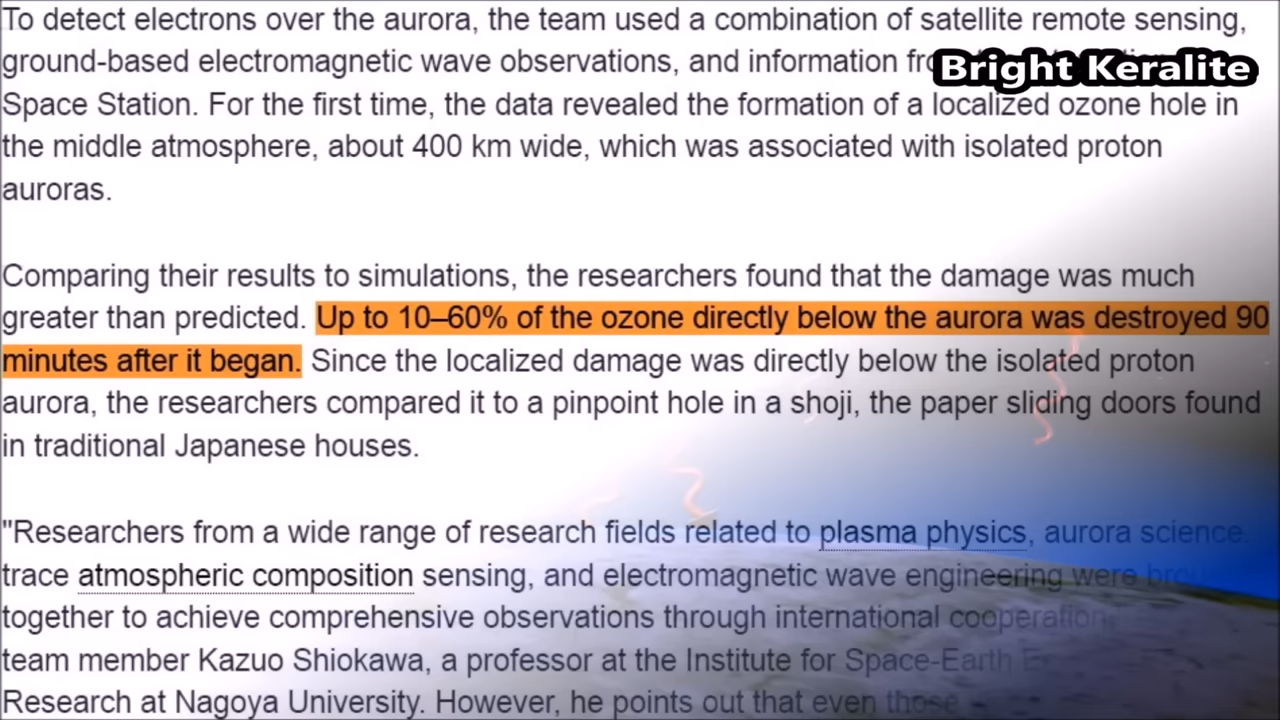 To detect electrons over the aurora, the team used a combination of satellite remote sensing,
ground-based electromagnetic wave observations, and information
Bright Keralite
Space Station. For the first time, the data revealed the formation of a localized ozone hole in
the middle atmosphere, about 400 km wide, which was associated with isolated proton
auroras.
Comparing their results to simulations, the researchers found that the damage was much
greater than predicted. Up to 10–60% of the ozone directly below the aurora was destroyed 90
minutes after it began. Since the localized damage was directly below the isolated proton
aurora, the researchers compared it to a pinpoint hole in a shoji, the paper sliding doors found
in traditional Japanese houses.
"Researchers from a wide range of research fields related to plasma physics, aurora science,
trace atmospheric composition sensing, and electromagnetic wave engineering were
together to achieve comprehensive observations through international cooperation,
team member Kazuo Shiokawa, a professor at the Institute for Space-Earth
Research at Nagoya University. However, he points out that even those